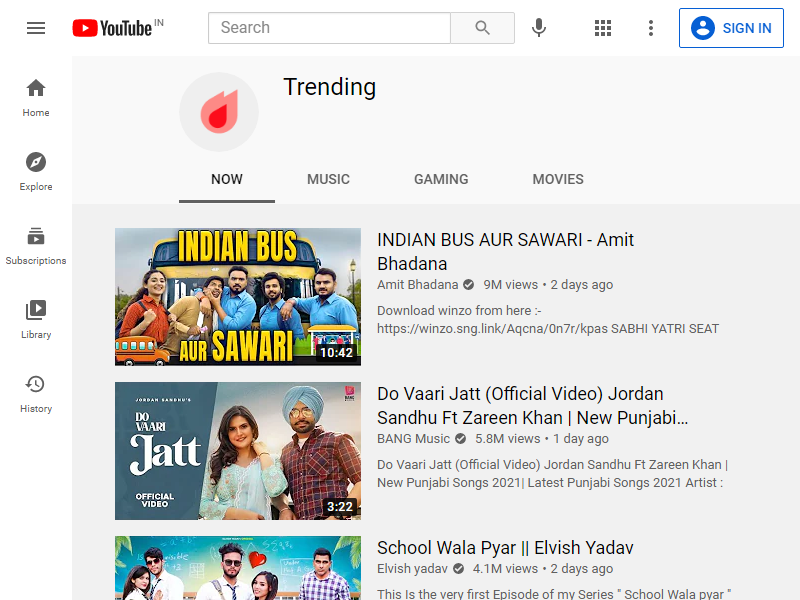 YouTube IN
Search
SIGN IN
Home
Explore
Subscriptions
Library
History
Trending
NOW
MUSIC
GAMING
MOVIES
INDIAN BUS
AUR SAWARI
10:42
INDIAN BUS AUR SAWARI - Amit
Bhadana
Amit Bhadana 9M views • 2 days ago
Download winzo from here :-
https://winzo.sng.link/Aqcna/0n7r/kpas SABHI YATRI SEAT
JORDAN SANDHU'S
DO
VAARI
Jatt
OFFICIAL
VIDEO
BANG
3:22
Do Vaari Jatt (Official Video) Jordan
Sandhu Ft Zareen Khan | New Punjabi...
BANG Music 5.8M views • 1 day ago
Do Vaari Jatt (Official Video) Jordan Sandhu Ft Zareen Khan |
New Punjabi Songs 2021| Latest Punjabi Songs 2021 Artist :
School Wala Pyar || Elvish Yadav
Elvish yadav 4.1M views • 2 days ago
This Is the very first Episode of my Series " School Wala pyar "